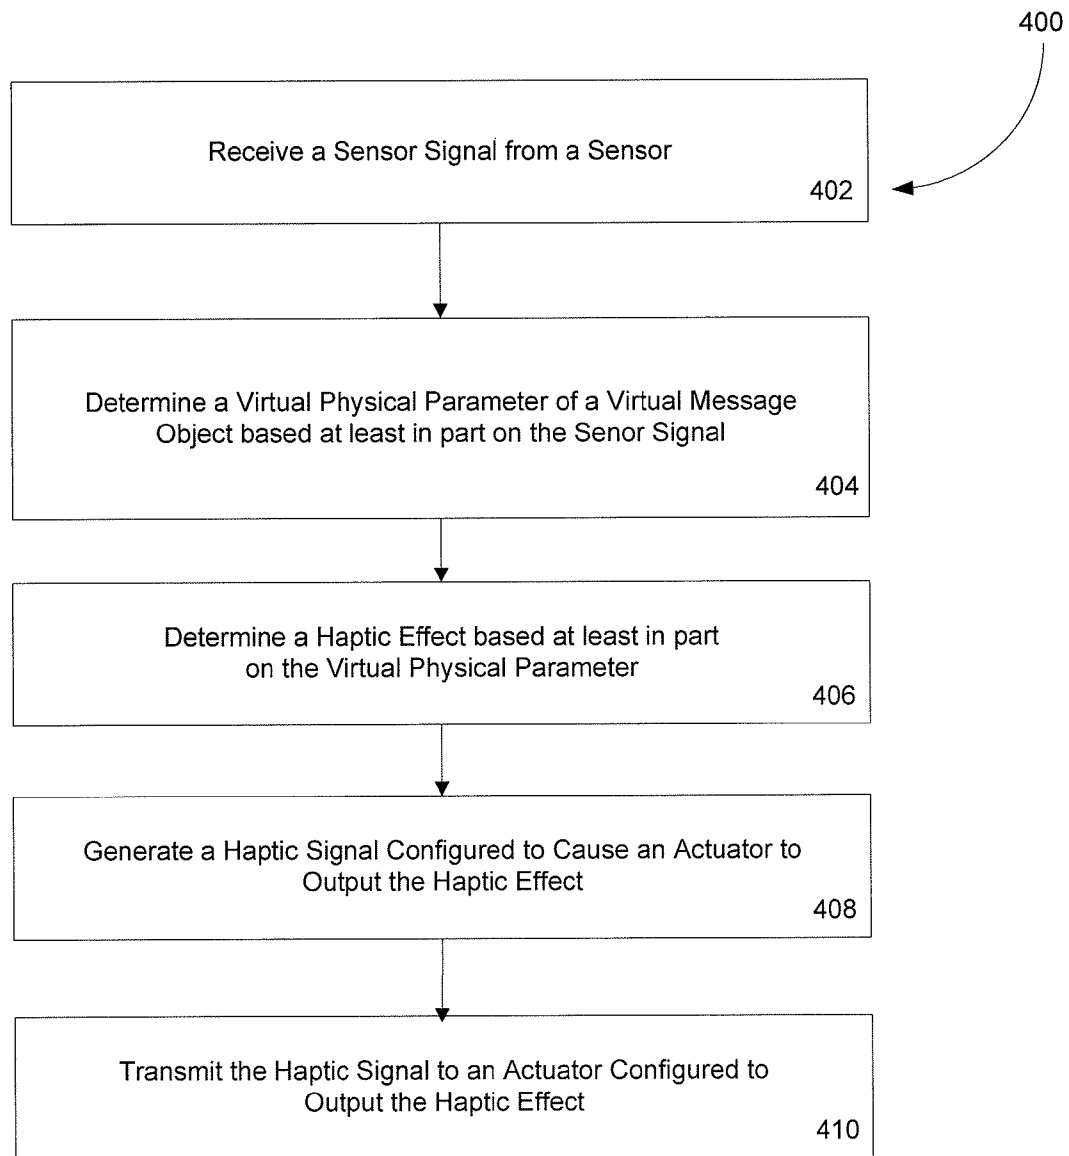 400
Receive a Sensor Signal from a Sensor
402
Determine a Virtual Physical Parameter of a Virtual Message
Object based at least in part on the Senor Signal
404
Determine a Haptic Effect based at least in part
on the Virtual Physical Parameter
406
Generate a Haptic Signal Configured to Cause an Actuator to
Output the Haptic Effect
408
Transmit the Haptic Signal to an Actuator Configured to
Output the Haptic Effect
410